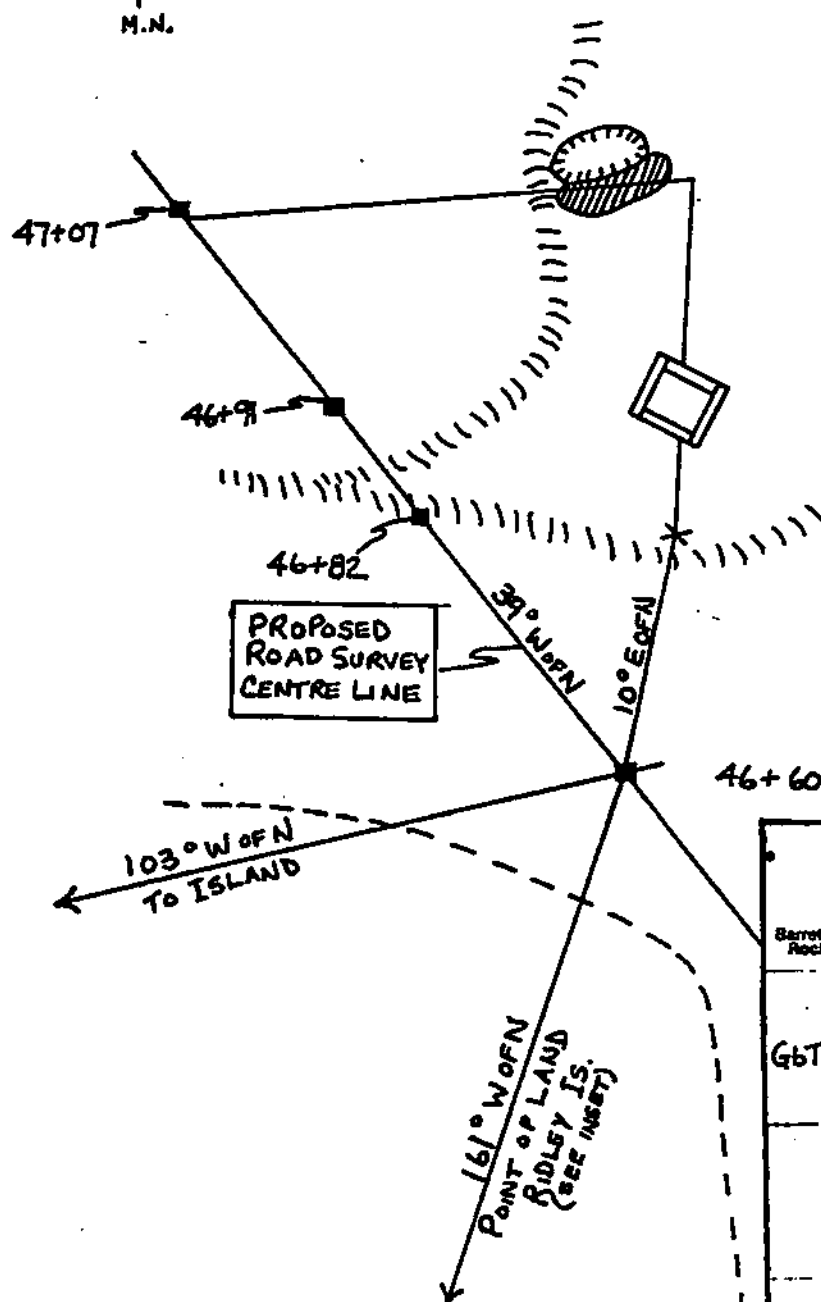 M.N.
47+07
46+91
46+82
39° W OF N
10° E OF N
PROPOSED
ROAD SURVEY
CENTRE LINE
46+60
103° W OF N
TO ISLAND
161° W OF N
POINT OF LAND
RIDLEY IS.
(SEE INSET)
GbT